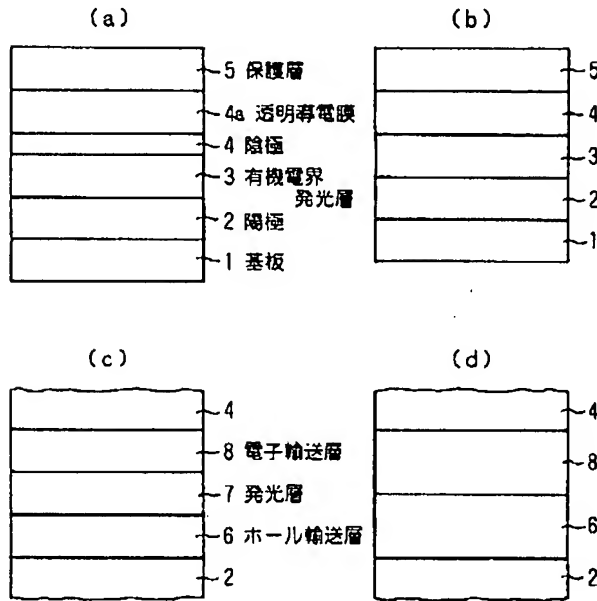 (a)
5 保護層
4a 透明導電膜
4 陰極
3 有機電界
発光層
2 陽極
1 基板
(b)
5
4
3
2
1
(c)
4
8 電子輸送層
7 発光層
6 ホール輸送層
2
(d)
4
8
6
2